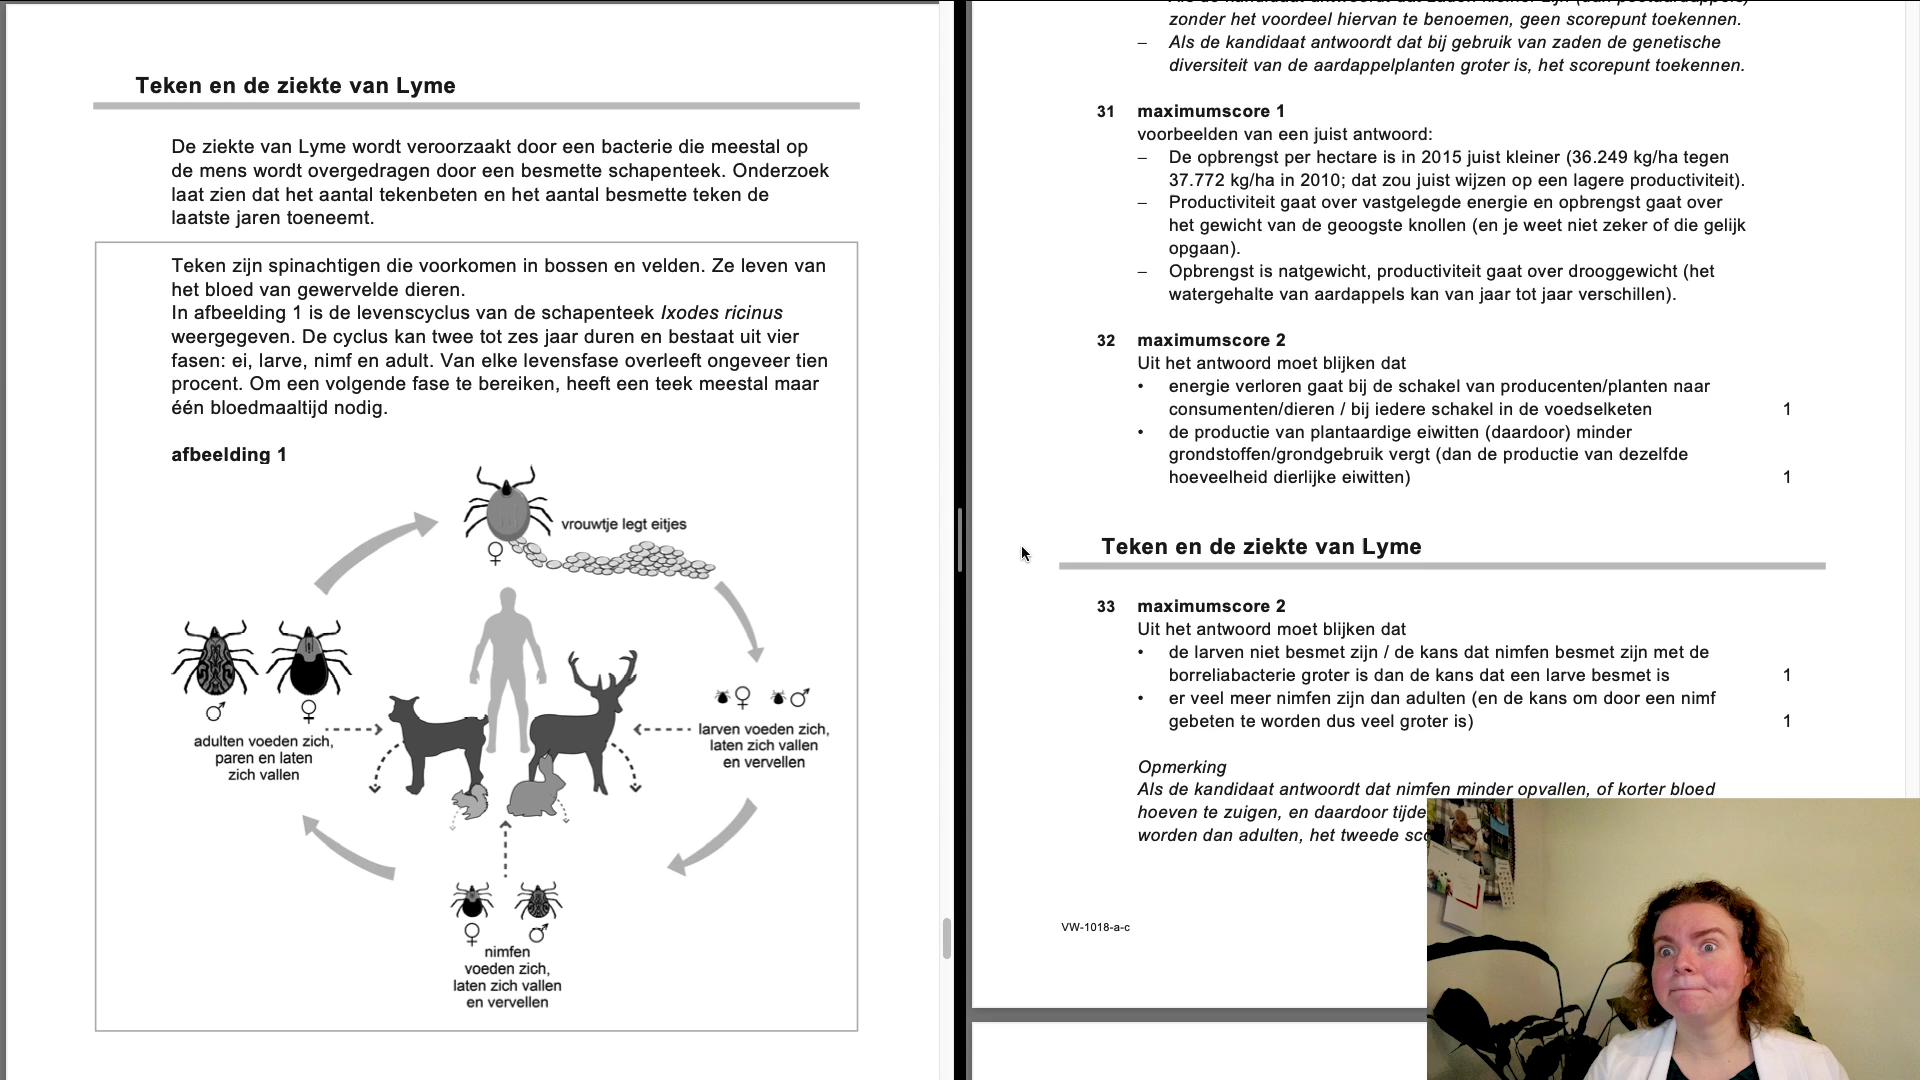 Teken en de ziekte van Lyme
De ziekte van Lyme wordt veroorzaakt door een bacterie die meestal op
de mens wordt overgedragen door een besmette schapenteek. Onderzoek
laat zien dat het aantal tekenbeten en het aantal besmette teken de
laatste jaren toeneemt.
Teken zijn spinachtigen die voorkomen in bossen en velden. Ze leven van
het bloed van gewervelde dieren.
In afbeelding 1 is de levenscyclus van de schapenteek Ixodes ricinus
weergegeven. De cyclus kan twee tot zes jaar duren en bestaat uit vier
fasen: ei, larve, nimf en adult. Van elke levensfase overleeft ongeveer tien
procent. Om een volgende fase te bereiken, heeft een teek meestal maar
één bloedmaaltijd nodig.
afbeelding 1
vrouwtje legt eitjes
♀
♂ ♀
adulten voeden zich,
paren en laten
zich vallen
♀ ♂
larven voeden zich,
laten zich vallen
en vervellen
♀ ♂
nimfen
voeden zich,
laten zich vallen
en vervellen
zonder het voordeel hiervan te benoemen, geen scorepunt toekennen.
– Als de kandidaat antwoordt dat bij gebruik van zaden de genetische
diversiteit van de aardappelplanten groter is, het scorepunt toekennen.
31 maximumscore 1
voorbeelden van een juist antwoord:
– De opbrengst per hectare is in 2015 juist kleiner (36.249 kg/ha tegen
37.772 kg/ha in 2010; dat zou juist wijzen op een lagere productiviteit).
– Productiviteit gaat over vastgelegde energie en opbrengst gaat over
het gewicht van de geoogste knollen (en je weet niet zeker of die gelijk
opgaan).
– Opbrengst is natgewicht, productiviteit gaat over drooggewicht (het
watergehalte van aardappels kan van jaar tot jaar verschillen).
32 maximumscore 2
Uit het antwoord moet blijken dat
• energie verloren gaat bij de schakel van producenten/planten naar
consumenten/dieren / bij iedere schakel in de voedselketen 1
• de productie van plantaardige eiwitten (daardoor) minder
grondstoffen/grondgebruik vergt (dan de productie van dezelfde
hoeveelheid dierlijke eiwitten) 1
Teken en de ziekte van Lyme
33 maximumscore 2
Uit het antwoord moet blijken dat
• de larven niet besmet zijn / de kans dat nimfen besmet zijn met de
borreliabacterie groter is dan de kans dat een larve besmet is 1
• er veel meer nimfen zijn dan adulten (en de kans om door een nimf
gebeten te worden dus veel groter is) 1
Opmerking
Als de kandidaat antwoordt dat nimfen minder opvallen, of korter bloed
hoeven te zuigen, en daardoor
worden dan adulten, het tweede
VW-1018-a-c